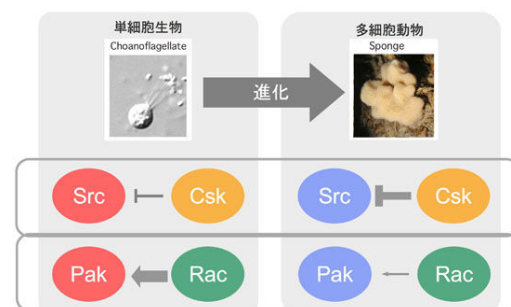 単細胞生物
Choanoflagellate
多細胞動物
Sponge
進化
Src
Csk
Src
Csk
Pak
Rac
Pak
Rac